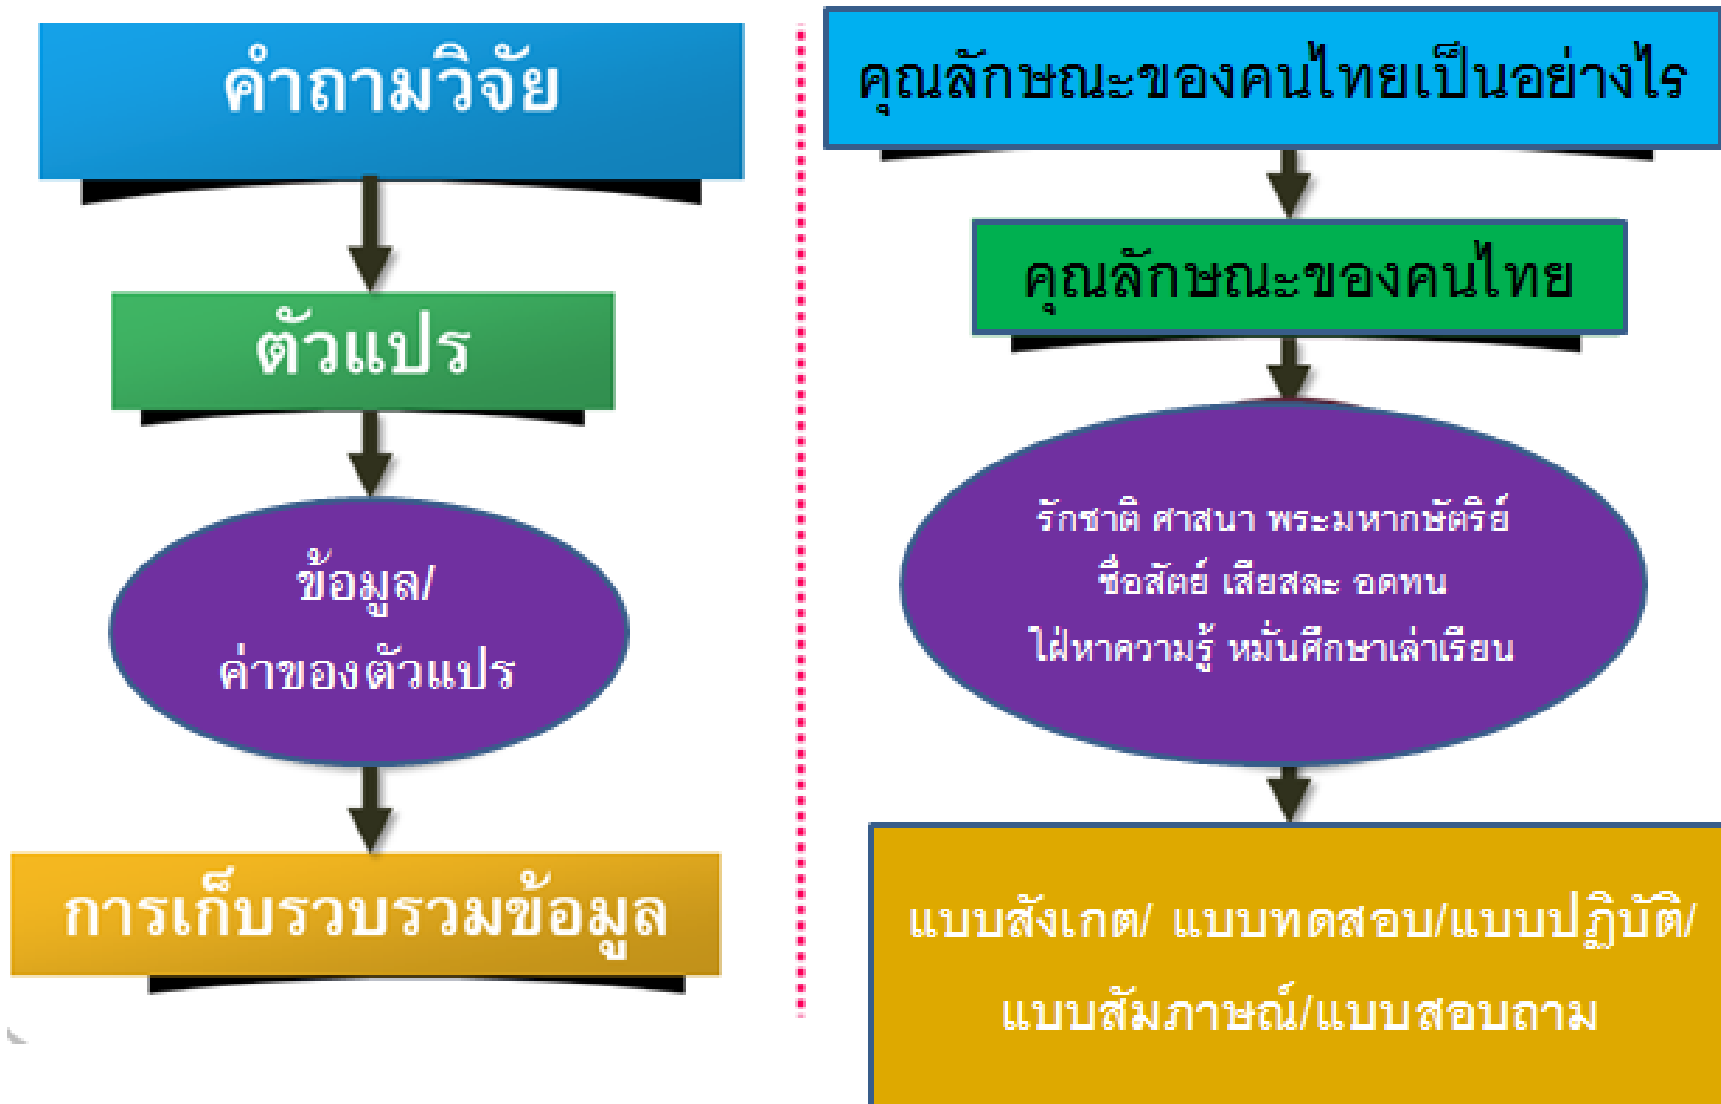 คำถามวิจัย
ตัวแปร
ข้อมูล/
ค่าของตัวแปร
การเก็บรวบรวมข้อมูล
คุณลักษณะของคนไทยเป็นอย่างไร
คุณลักษณะของคนไทย
รักชาติ ศาสนา พระมหากษัตริย์
ซื่อสัตย์ เสียสละ อดทน
ใฝ่หาความรู้ หมั่นศึกษาเล่าเรียน
แบบสังเกต/ แบบทดสอบ/แบบปฏิบัติ/
แบบสัมภาษณ์/แบบสอบถาม